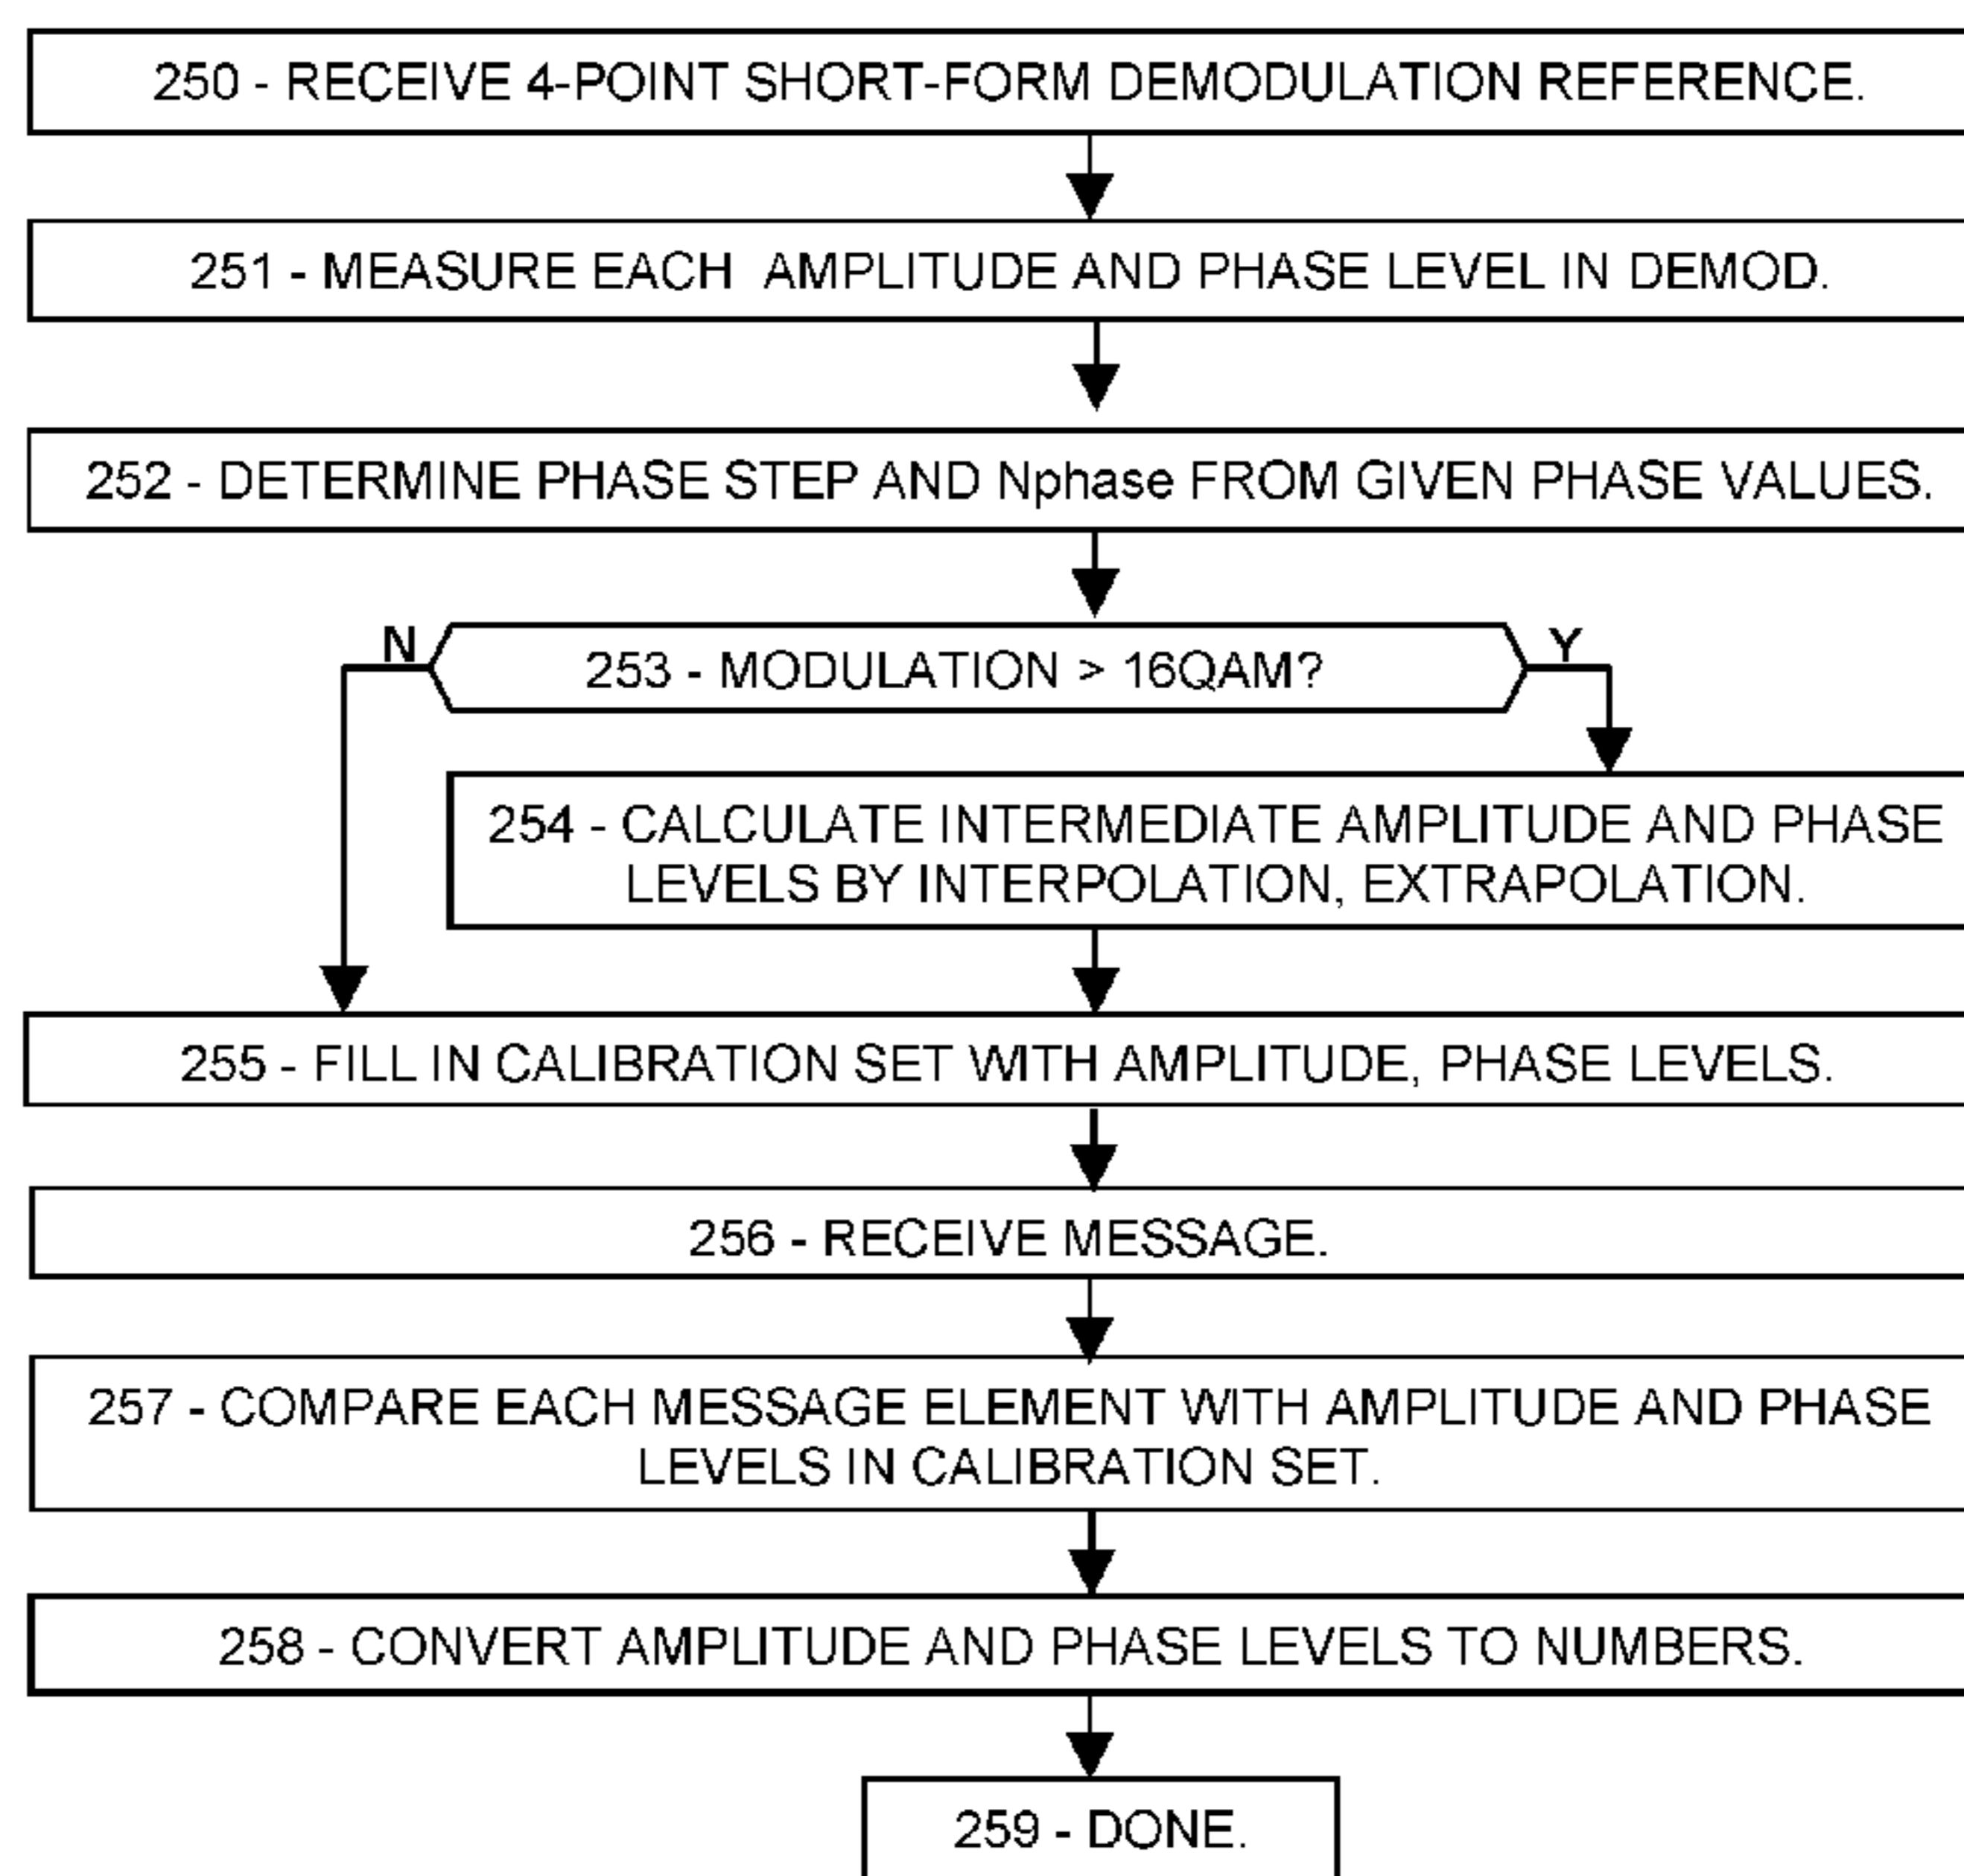 250 - RECEIVE 4-POINT SHORT-FORM DEMODULATION REFERENCE.
251 - MEASURE EACH AMPLITUDE AND PHASE LEVEL IN DEMOD.
252 - DETERMINE PHASE STEP AND Nphase FROM GIVEN PHASE VALUES.
N
253 - MODULATION > 16QAM?
Y
254 - CALCULATE INTERMEDIATE AMPLITUDE AND PHASE
LEVELS BY INTERPOLATION, EXTRAPOLATION.
255 - FILL IN CALIBRATION SET WITH AMPLITUDE, PHASE LEVELS.
256 - RECEIVE MESSAGE.
257 - COMPARE EACH MESSAGE ELEMENT WITH AMPLITUDE AND PHASE
LEVELS IN CALIBRATION SET.
258 - CONVERT AMPLITUDE AND PHASE LEVELS TO NUMBERS.
259 - DONE.